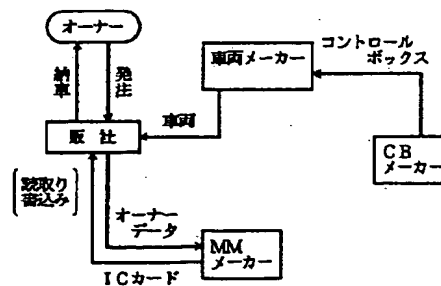 オーナー
納車
発注
車両メーカー
コントロール
ボックス
車両
販社
CB
メーカー
読取り
書込み
オーナー
データ
MM
メーカー
ICカード